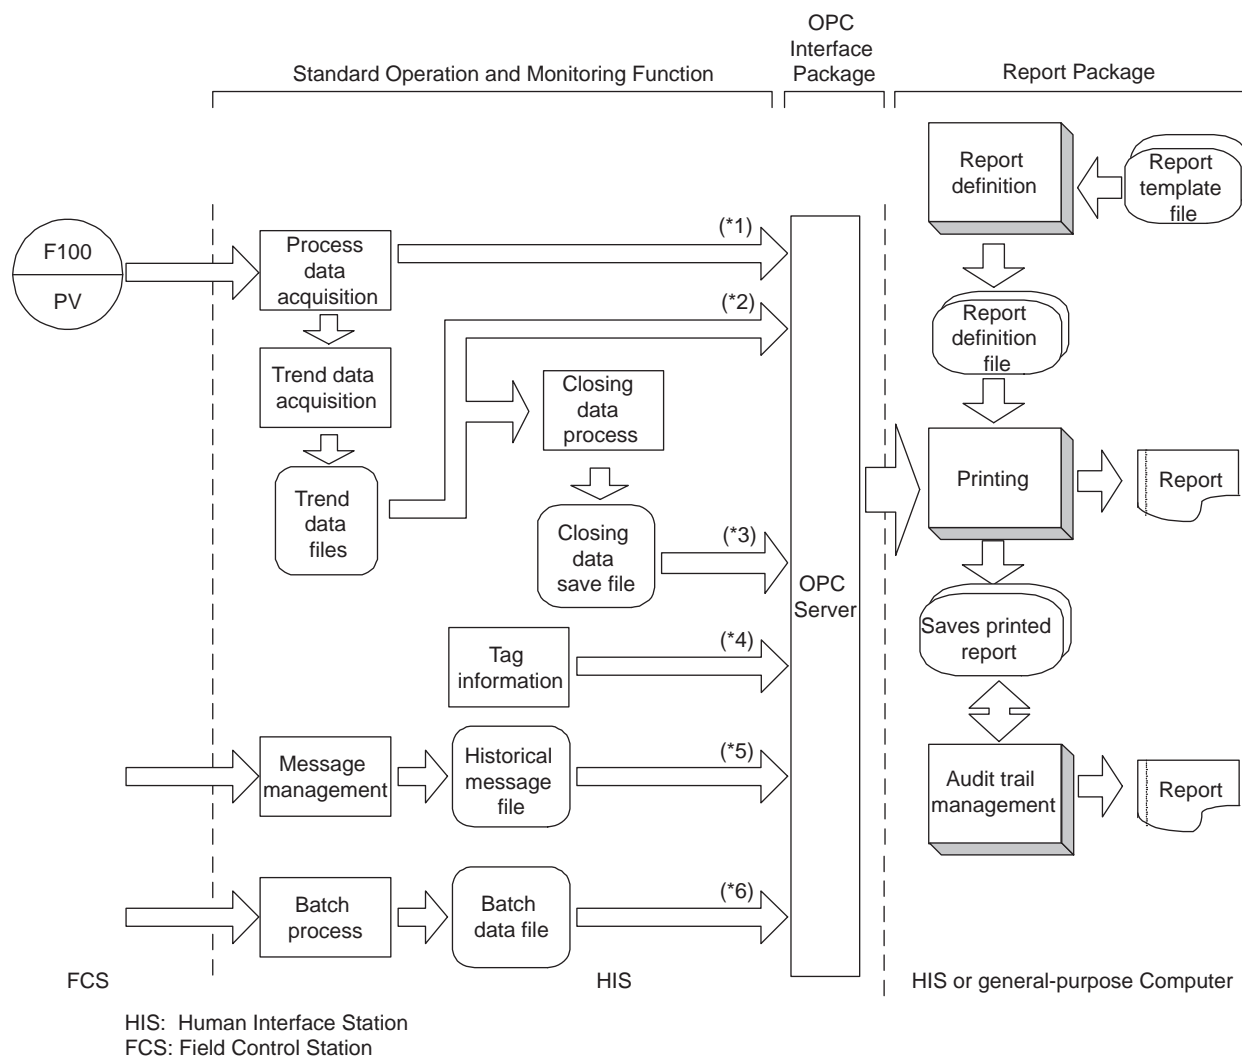 OPC
Interface
Package
Standard Operation and Monitoring Function
Report Package
Report
definition
Report
template
file
F100
PV
Process
data
acquisition
(*1)
(*2)
Report
definition
file
Trend data
acquisition
Closing
data
process
Trend
data
files
Printing
Report
Closing
data
save file
(*3)
OPC
Server
Saves printed
report
Tag
information
(*4)
Message
management
Historical
message
file
(*5)
Audit trail
management
Report
Batch
process
Batch
data file
(*6)
FCS
HIS
HIS or general-purpose Computer
HIS:  Human Interface Station
FCS: Field Control Station